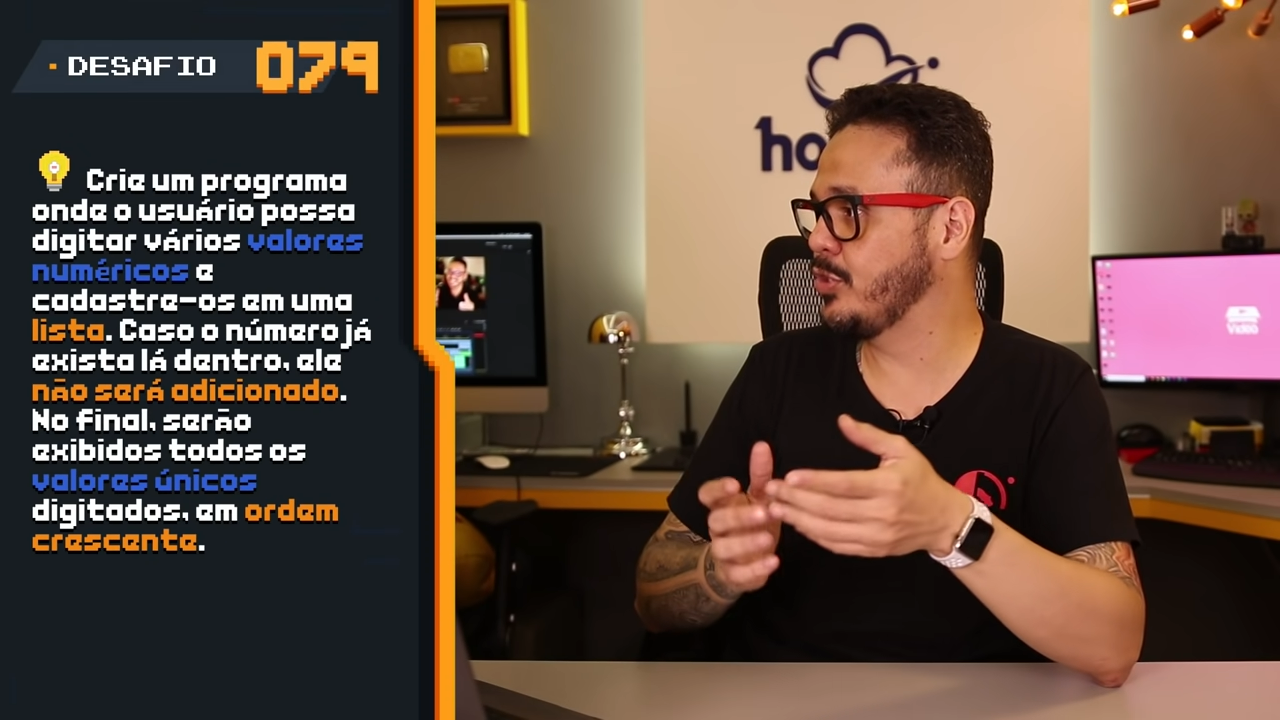 DESAFIO 079
Crie um programa
onde o usuário possa
digitar vários valores
numéricos e
cadastre-os em uma
lista. Caso o número já
exista lá dentro, ele
não será adicionado.
No final, serão
exibidos todos os
valores únicos
digitados, em ordem
crescente.
ho